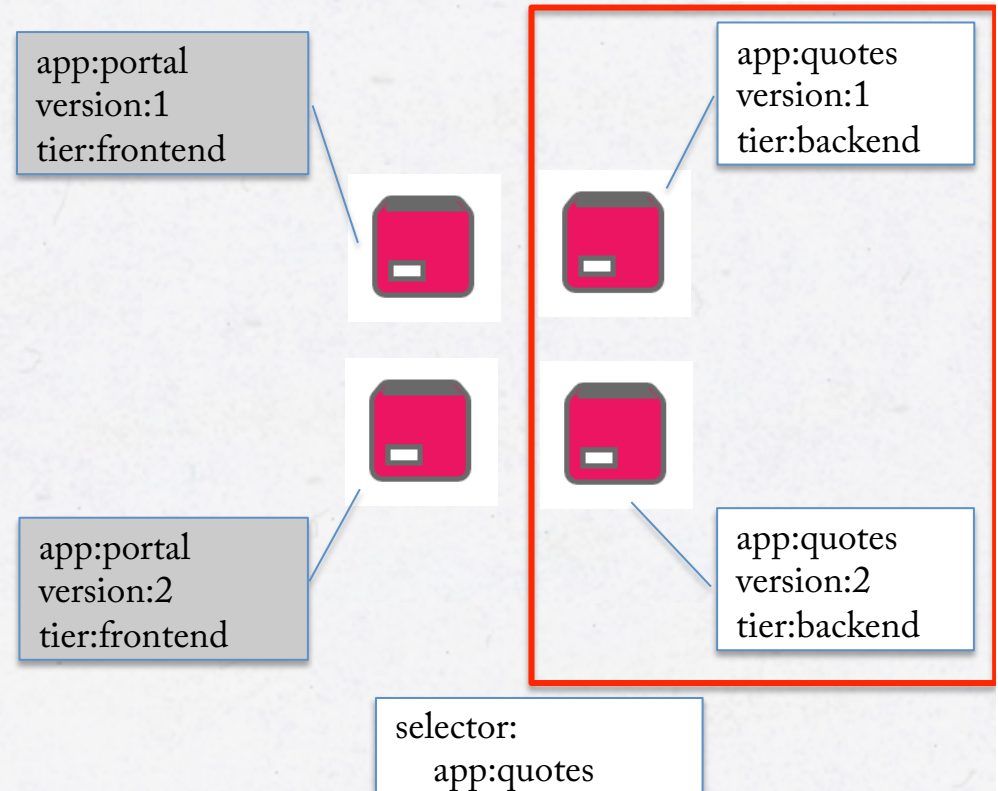 app:portal
version:1
tier:frontend
app:quotes
version:1
tier:backend
app:portal
version:2
tier:frontend
app:quotes
version:2
tier:backend
selector:
app:quotes